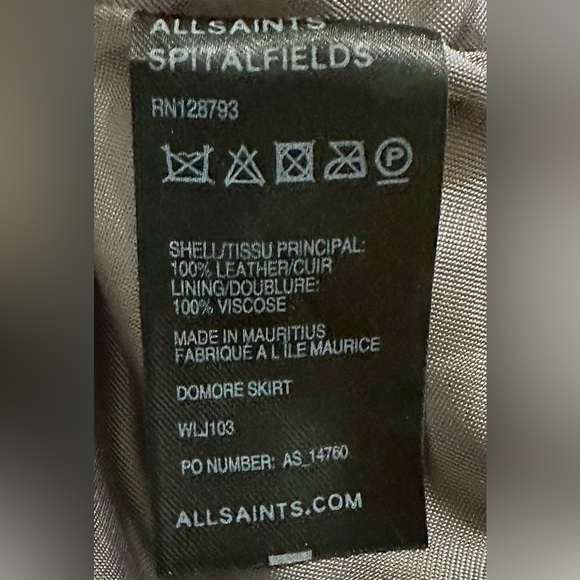 ALLSAINTS
SPITALFIELDS
RN128793
P
SHELL/TISSU PRINCIPAL:
100% LEATHER/CUIR
LINING/DOUBLURE:
100% VISCOSE
MADE IN MAURITIUS
FABRIQUÉ A L'ILE MAURICE
DOMORE SKIRT
WLJ103
PO NUMBER: AS_14760
ALLSAINTS.COM